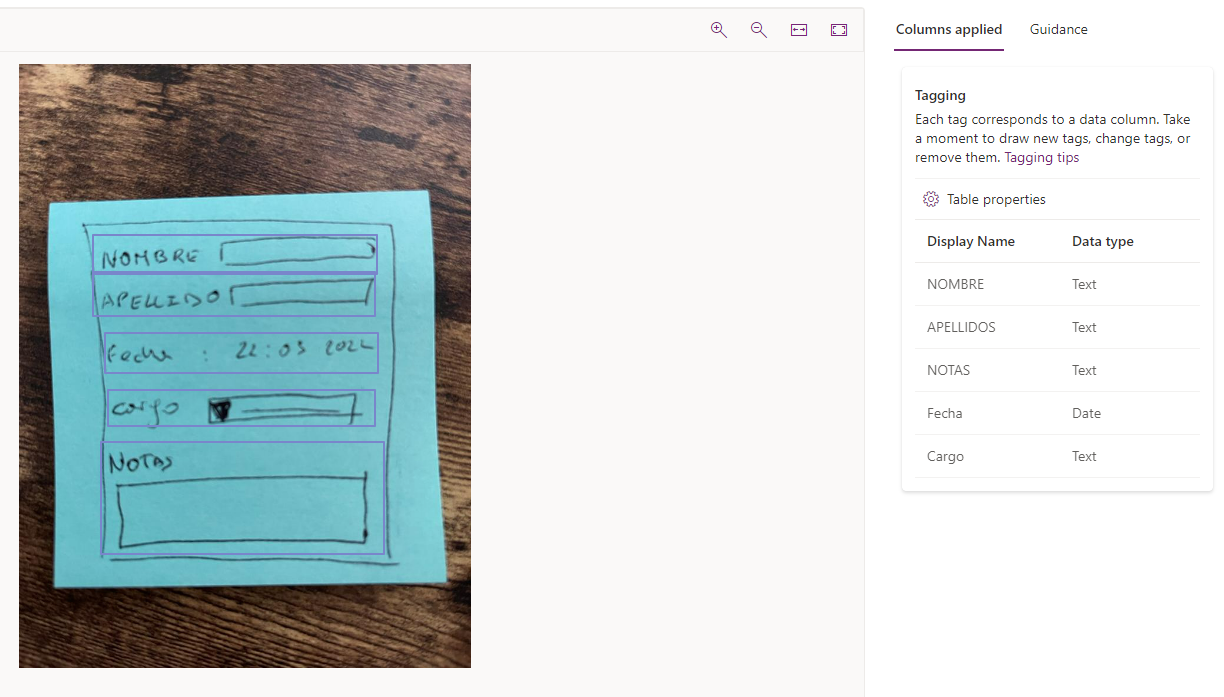 Columns applied
Guidance
Tagging
Each tag corresponds to a data column. Take
a moment to draw new tags, change tags, or
remove them. Tagging tips
Table properties
Display Name Data type
NOMBRE Text
APELLIDOS Text
NOTAS Text
Fecha Date
Cargo Text
NOMBRE
APELLIDO
Fecha : 22:03 2022
Cargo
NOTAS